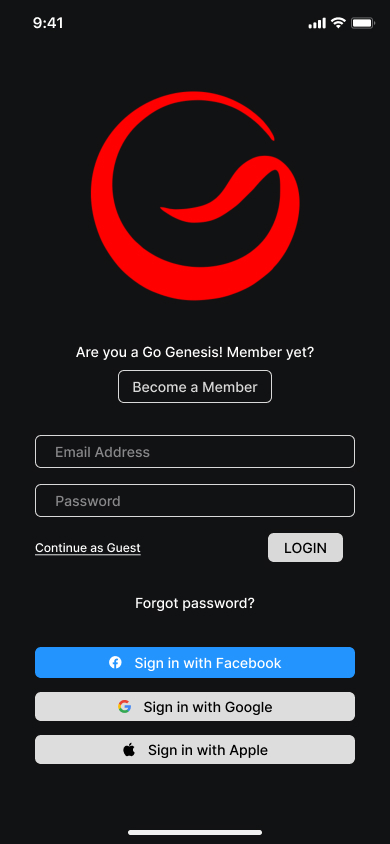 9:41
Are you a Go Genesis! Member yet?
Become a Member
Email Address
Password
Continue as Guest
LOGIN
Forgot password?
Sign in with Facebook
Sign in with Google
Sign in with Apple